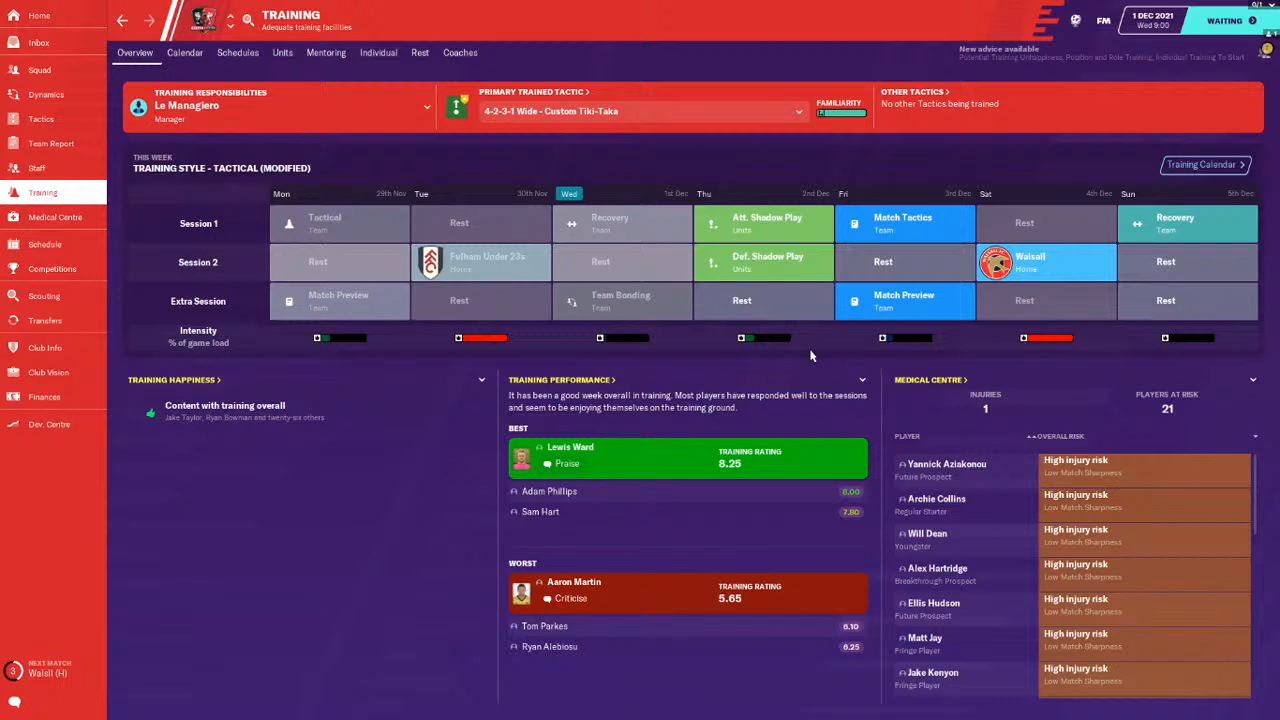 Home
Inbox
Squad
Dynamics
Tactics
Team Report
Staff
Training
Medical Centre
Schedule
Competitions
Scouting
Transfers
Club Info
Club Vision
Finances
Dev. Centre
NEXT MATCH
Walsll (H)
3
TRAINING
Adequate training facilities
FM
1 DEC 2021
Wed 9:00
WAITING
0/1
1
Overview
Calendar
Schedules
Units
Mentoring
Individual
Rest
Coaches
New advice available
Potential Training Unhappiness, Position and Role Training, Individual Training To Start
TRAINING RESPONSIBILITIES
Le Managiero
Manager
PRIMARY TRAINED TACTIC >
4-2-3-1 Wide - Custom Tiki-Taka
FAMILIARITY
OTHER TACTICS >
No other Tactics being trained
THIS WEEK
TRAINING STYLE - TACTICAL (MODIFIED)
Training Calendar >
Mon 29th Nov Tue 30th Nov Wed 1st Dec Thu 2nd Dec Fri 3rd Dec Sat 4th Dec Sun 5th Dec
Session 1
Tactical
Team
Rest
Recovery
Team
Att. Shadow Play
Units
Match Tactics
Team
Rest
Recovery
Team
Session 2
Rest
Fulham Under 23s
Home
Rest
Def. Shadow Play
Units
Rest
Walsall
Home
Rest
Extra Session
Match Preview
Team
Rest
Team Bonding
Team
Rest
Match Preview
Team
Rest
Rest
Intensity
% of game load
TRAINING HAPPINESS >
Content with training overall
Jake Taylor, Ryan Bowman and twenty-six others
TRAINING PERFORMANCE >
It has been a good week overall in training. Most players have responded well to the sessions
and seem to be enjoying themselves on the training ground.
BEST
Lewis Ward
Praise
TRAINING RATING
8.25
Adam Phillips 8.00
Sam Hart 7.80
WORST
Aaron Martin
Criticise
TRAINING RATING
5.65
Tom Parkes 6.10
Ryan Alebiosu 6.25
MEDICAL CENTRE >
INJURIES
1
PLAYERS AT RISK
21
PLAYER OVERALL RISK
Yannick Aziakonou
Future Prospect
High injury risk
Low Match Sharpness
Archie Collins
Regular Starter
High injury risk
Low Match Sharpness
Will Dean
Youngster
High injury risk
Low Match Sharpness
Alex Hartridge
Breakthrough Prospect
High injury risk
Low Match Sharpness
Ellis Hudson
Future Prospect
High injury risk
Low Match Sharpness
Matt Jay
Fringe Player
High injury risk
Low Match Sharpness
Jake Kenyon
Fringe Player
High injury risk
Low Match Sharpness